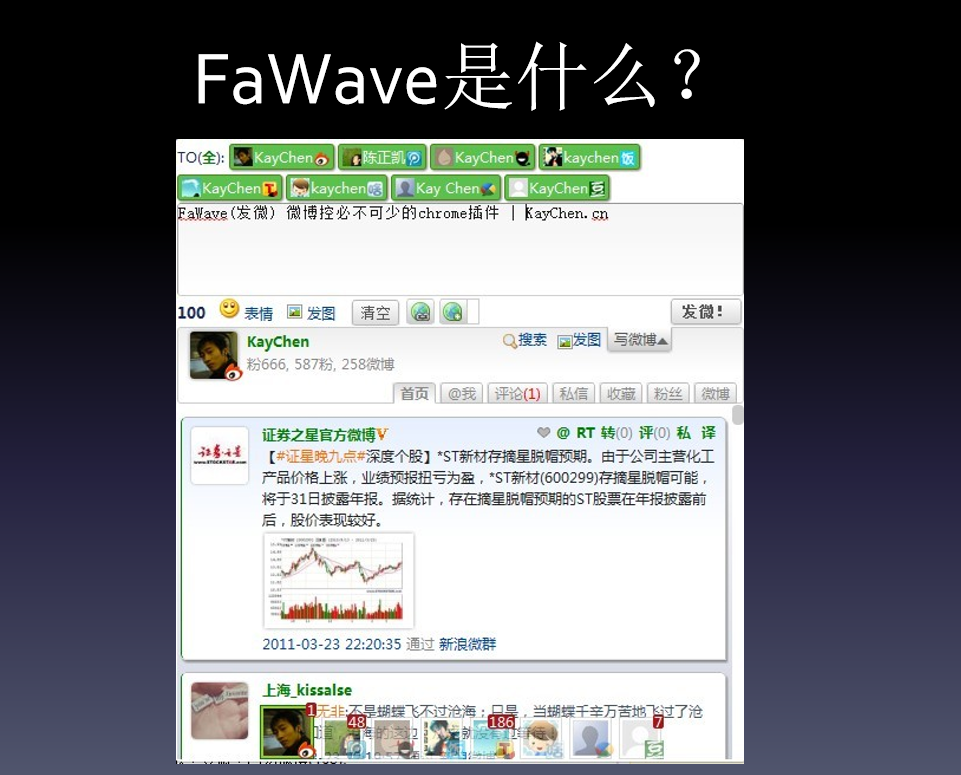 FaWave是什么?
TO(全): KayChen 陈正凯 KayChen kaychen
KayChen kaychen Kay Chen KayChen
FaWave(发微) 微博控必不可少的chrome插件 | KayChen.cn
100 表情 发图 清空 发微!
KayChen 搜索 发图 写微博
粉666, 587粉, 258微博
首页 @我 评论(1) 私信 收藏 粉丝 微博
证券之星官方微博V @ RT 转(0) 评(0) 私 译
【#证星晚九点#深度个股】*ST新材存摘星脱帽预期。由于公司主营化工
产品价格上涨，业绩预报扭亏为盈，*ST新材(600299)存摘星脱帽可能，
将于31日披露年报。据统计，存在摘星脱帽预期的ST股票在年报披露前
后，股价表现较好。
证券之星
www.STOCKSTAR.com
2011-03-23 22:20:35 通过 新浪微群
上海_kissalse
无非:不是蝴蝶飞不过沧海；只是，当蝴蝶千辛万苦地飞过了沧
1 48 186 7